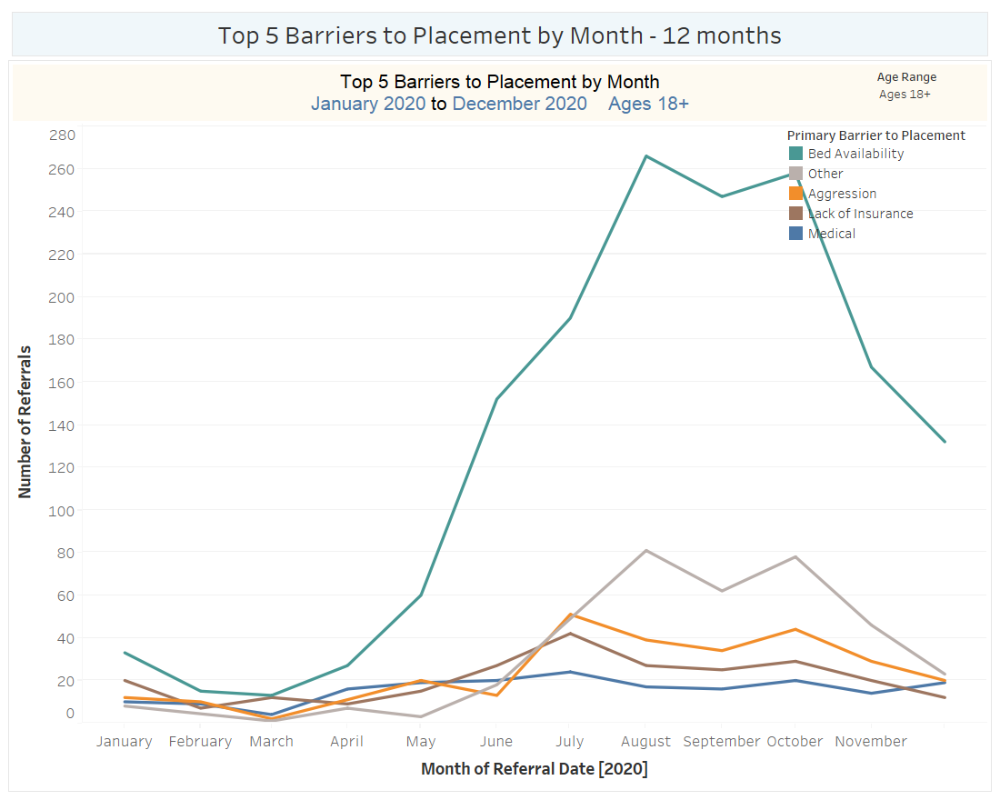 Top 5 Barriers to Placement by Month - 12 months
Top 5 Barriers to Placement by Month
January 2020 to December 2020 Ages 18+
Age Range
Ages 18+
Primary Barrier to Placement
Bed Availability
Other
Aggression
Lack of Insurance
Medical
280
260
240
220
200
180
160
140
120
100
80
60
40
20
0
Number of Referrals
January February March April May June July August September October November
Month of Referral Date [2020]